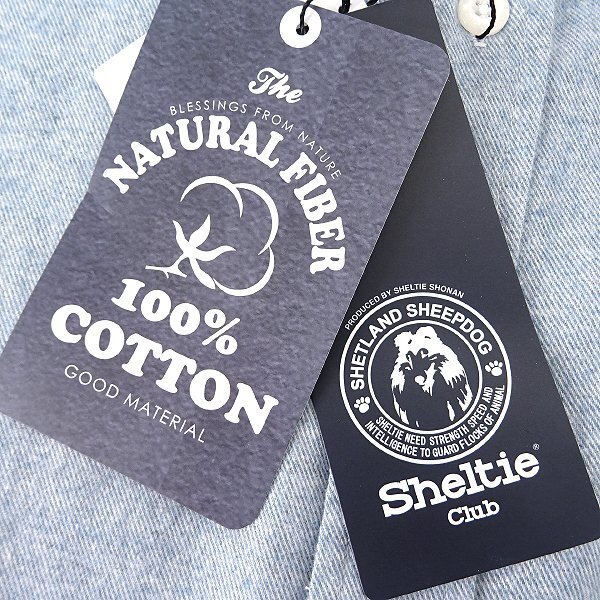 The
BLESSINGS FROM NATURE
NATURAL FIBER
100%
COTTON
GOOD MATERIAL
PRODUCED BY SHELTIE SHONAN
SHETLAND SHEEPDOG
SHELTIE NEED STRENGTH SPEED AND
INTELLIGENCE TO GUARD FLOCKS OF ANIMAL
Sheltie®
Club